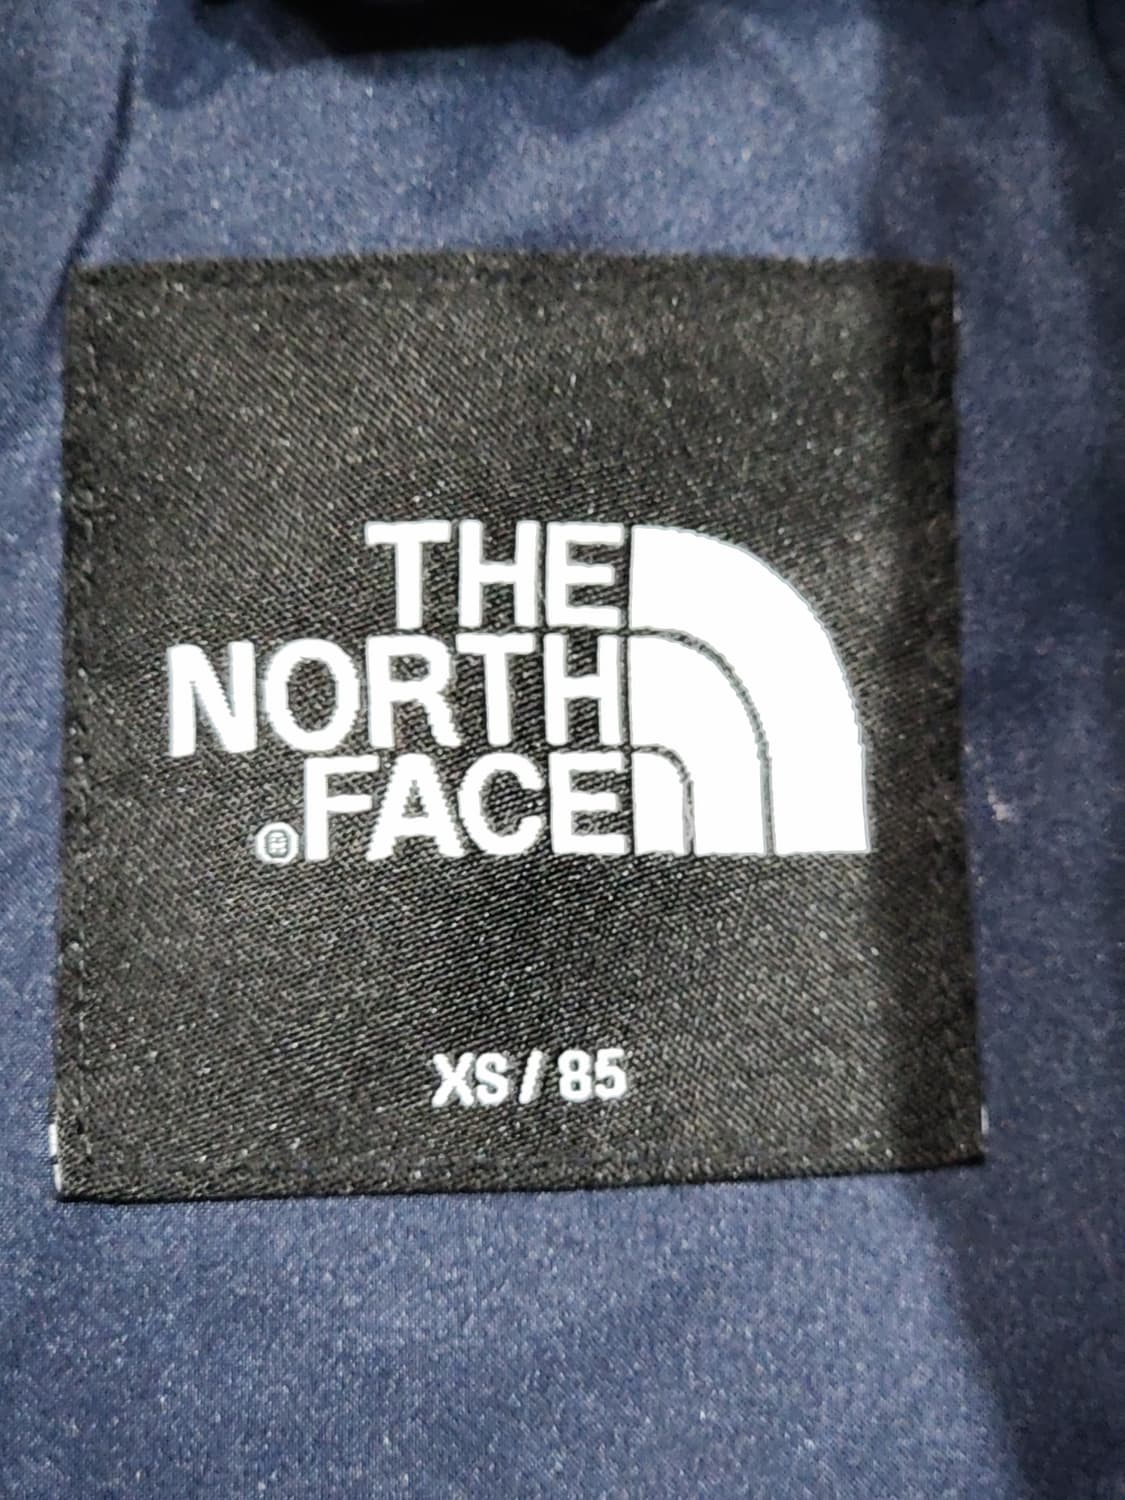 THE
NORTH
®FACE
XS / 85